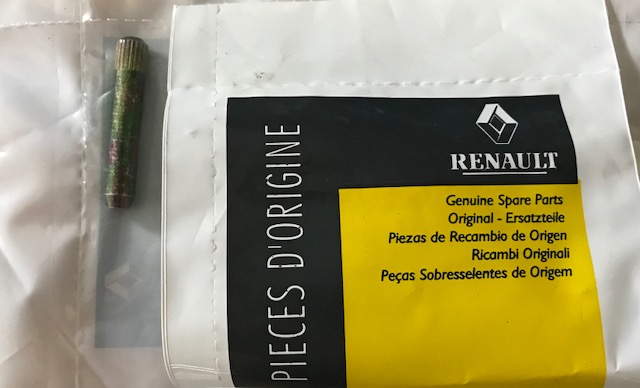 PIECES D'ORIGINE
RENAULT
Genuine Spare Parts
Original - Ersatzteile
Piezas de Recambio de Origen
Ricambi Originali
Peças Sobresselentes de Origem